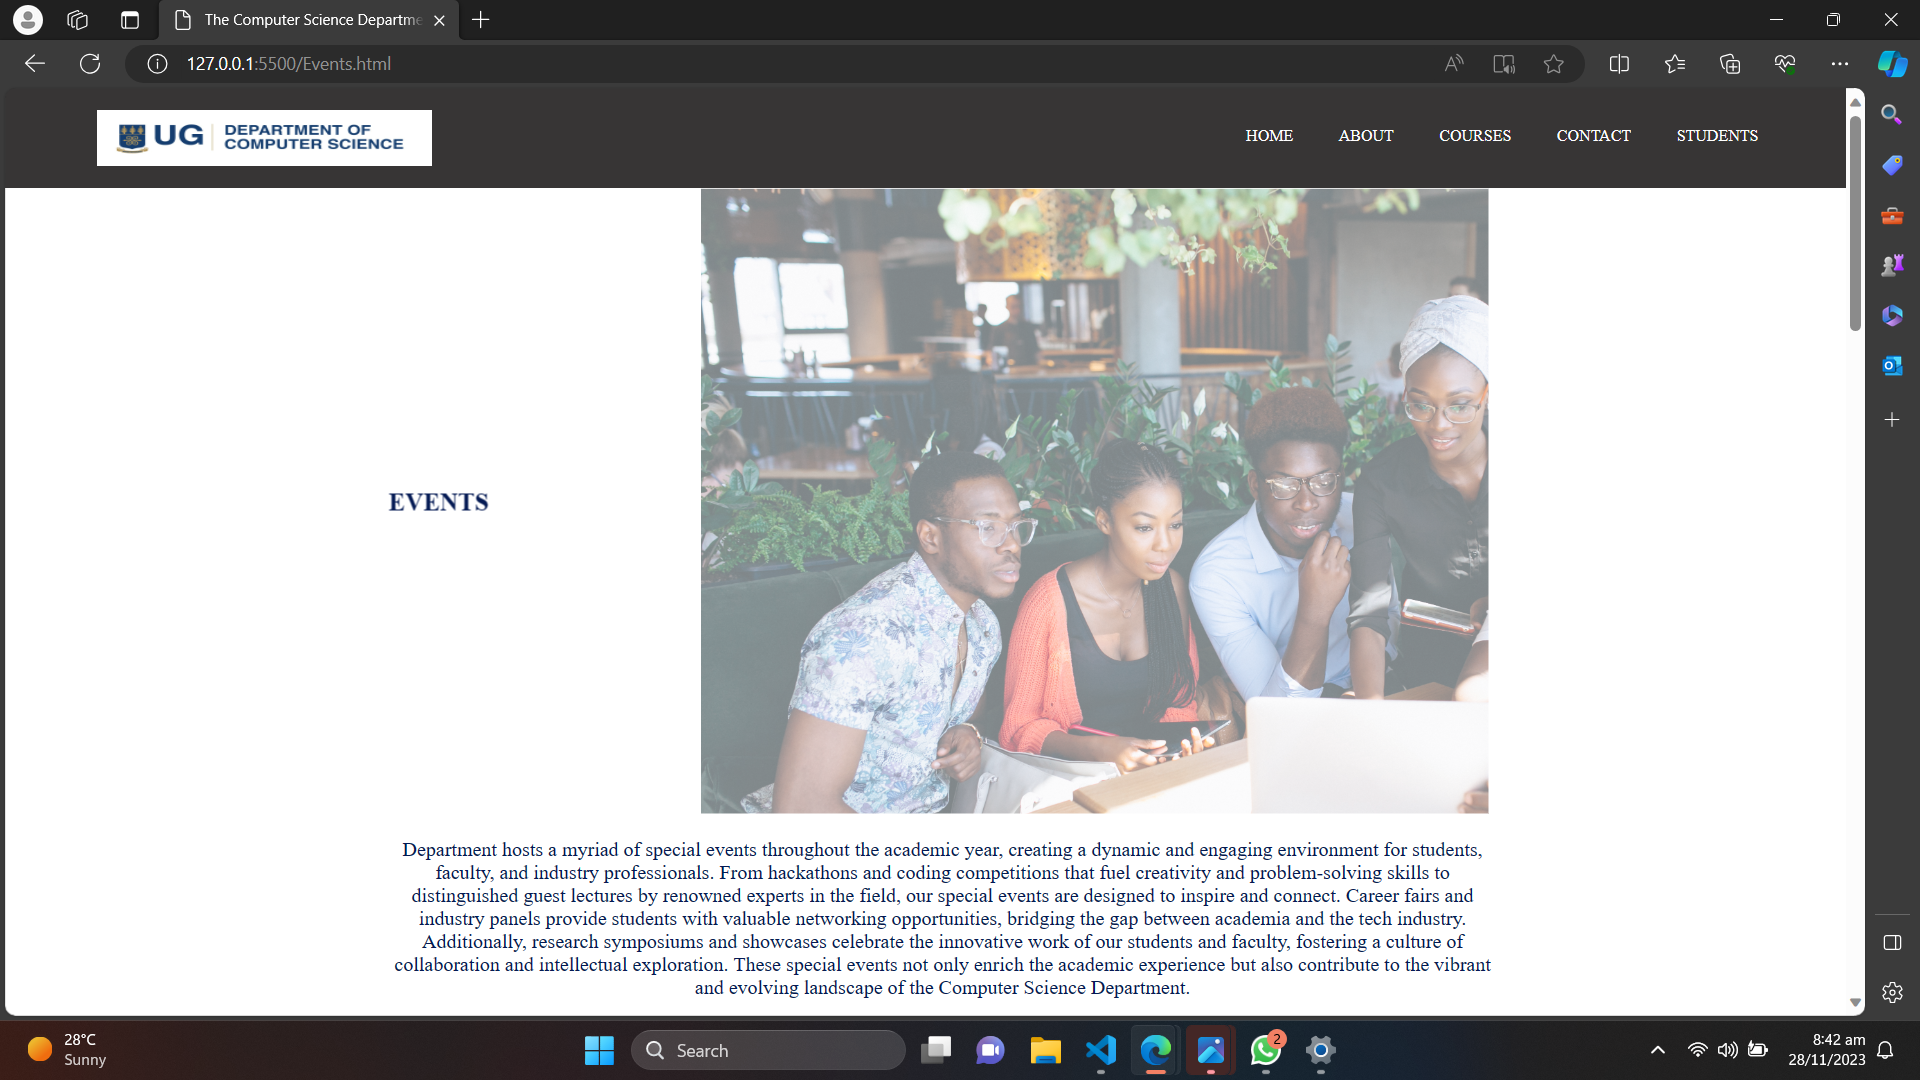 The Computer Science Departme
127.0.0.1:5500/Events.html
UG
DEPARTMENT OF
COMPUTER SCIENCE
HOME
ABOUT
COURSES
CONTACT
STUDENTS
EVENTS
Department hosts a myriad of special events throughout the academic year, creating a dynamic and engaging environment for students,
faculty, and industry professionals. From hackathons and coding competitions that fuel creativity and problem-solving skills to
distinguished guest lectures by renowned experts in the field, our special events are designed to inspire and connect. Career fairs and
industry panels provide students with valuable networking opportunities, bridging the gap between academia and the tech industry.
Additionally, research symposiums and showcases celebrate the innovative work of our students and faculty, fostering a culture of
collaboration and intellectual exploration. These special events not only enrich the academic experience but also contribute to the vibrant
and evolving landscape of the Computer Science Department.
28°C
Sunny
Search
2
8:42 am
28/11/2023